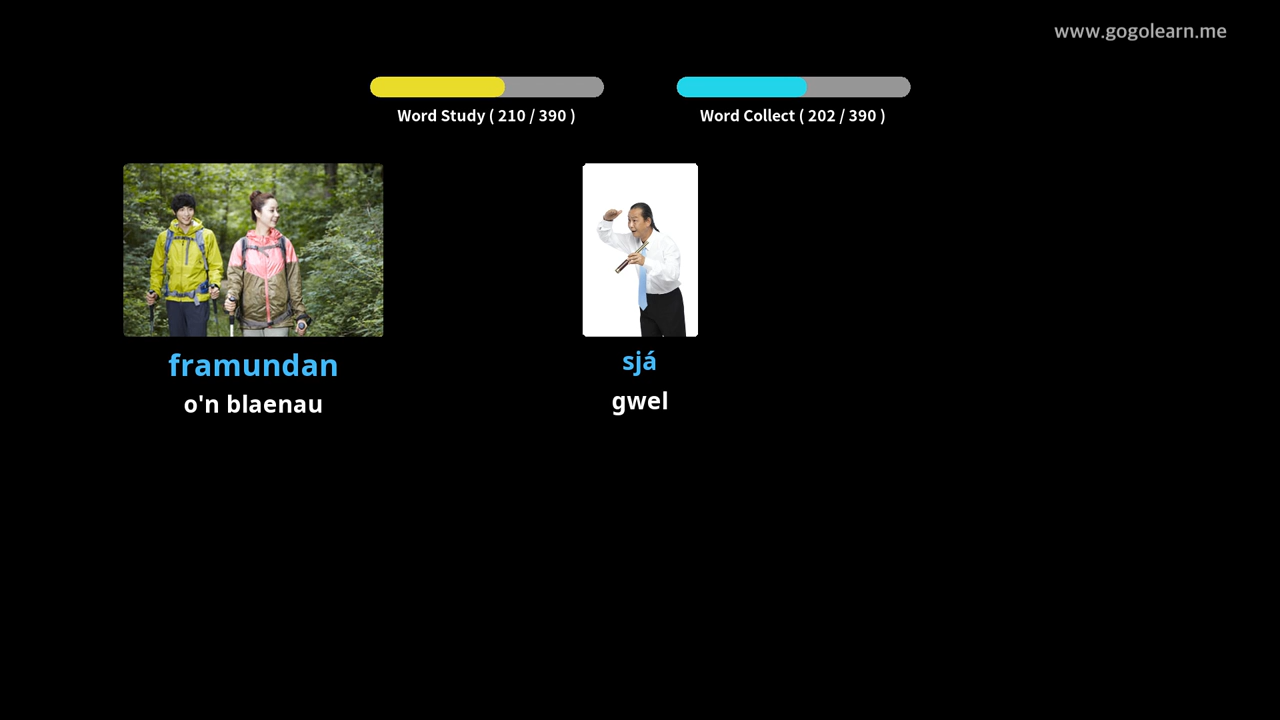 www.gogolearn.me
Word Study ( 210 / 390 )
Word Collect ( 202 / 390 )
framundan
o'n blaenau
sjá
gwel